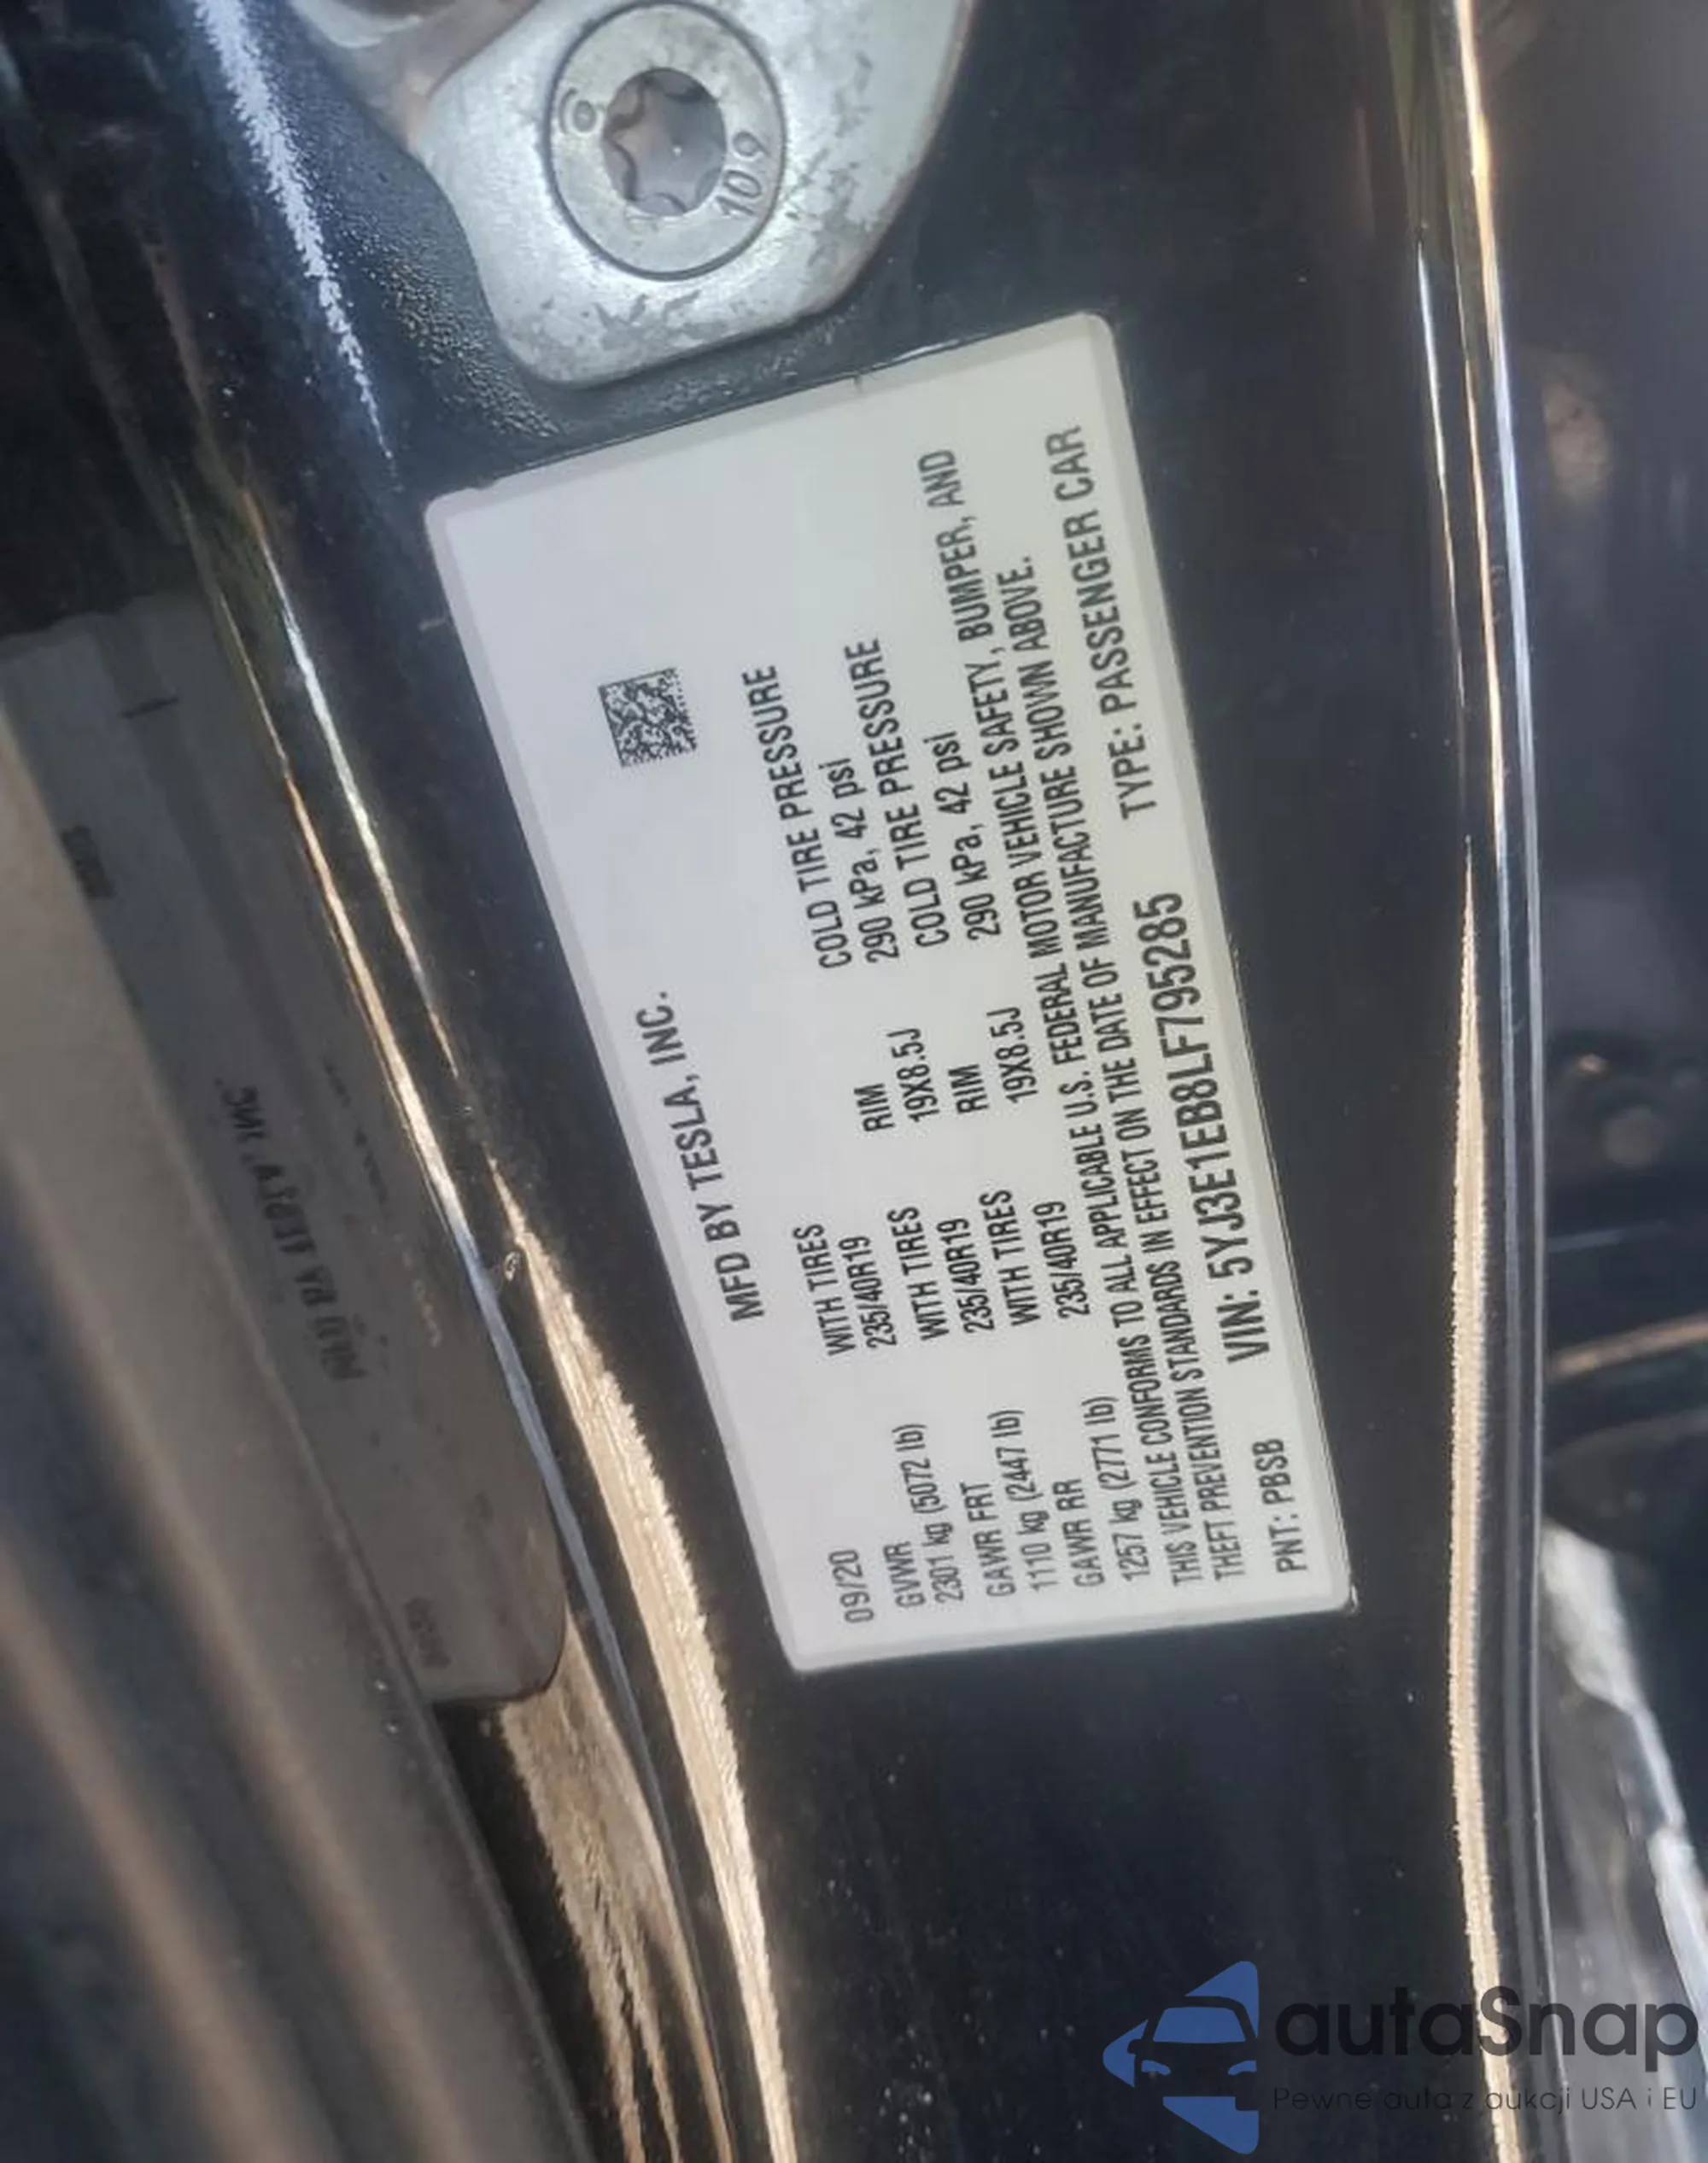 109
MFD BY TESLA, INC.
09/20
GVWR WITH TIRES RIM COLD TIRE PRESSURE
2301 kg (5072 lb) 235/40R19 19X8.5J 290 kPa, 42 psi
GAWR FRT WITH TIRES RIM COLD TIRE PRESSURE
1110 kg (2447 lb) 235/40R19 19X8.5J 290 kPa, 42 psi
GAWR RR WITH TIRES
1257 kg (2771 lb) 235/40R19
THIS VEHICLE CONFORMS TO ALL APPLICABLE U.S. FEDERAL MOTOR VEHICLE SAFETY, BUMPER, AND
THEFT PREVENTION STANDARDS IN EFFECT ON THE DATE OF MANUFACTURE SHOWN ABOVE.
PNT: PBSB VIN: 5YJ3E1EB8LF795285 TYPE: PASSENGER CAR
autaSnap
Pewne auta z aukcji USA i EU